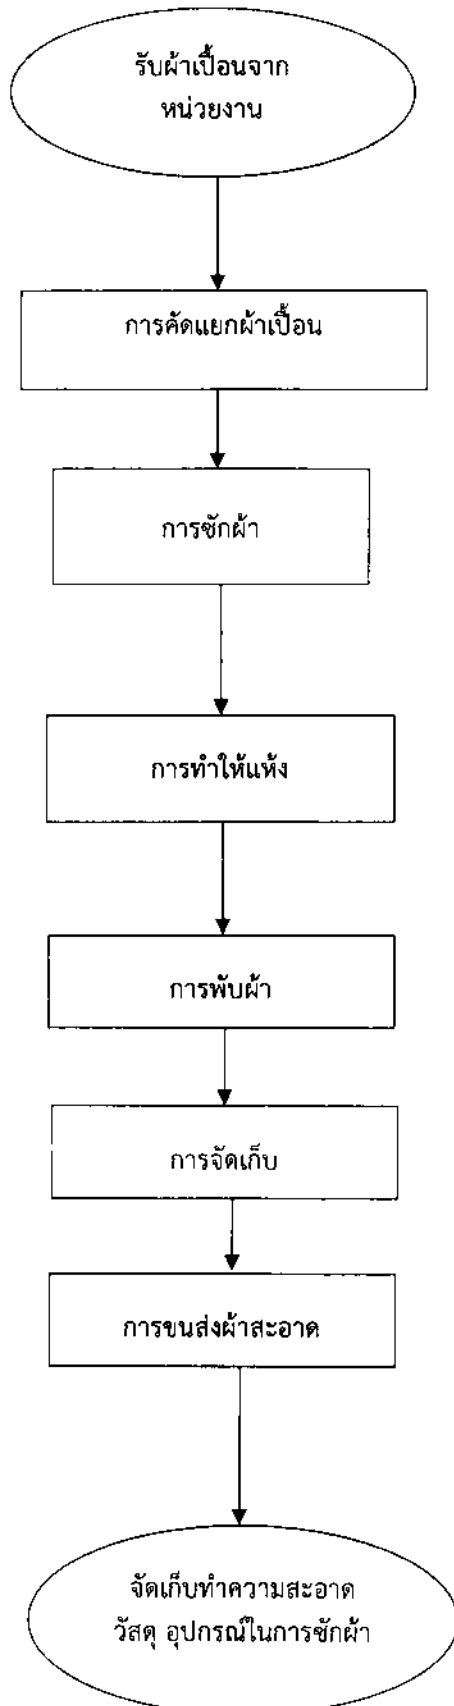 รับผ้าเปื้อนจาก
หน่วยงาน
การคัดแยกผ้าเปื้อน
การซักผ้า
การทำให้แห้ง
การพับผ้า
การจัดเก็บ
การขนส่งผ้าสะอาด
จัดเก็บทำความสะอาด
วัสดุ อุปกรณ์ในการซักผ้า